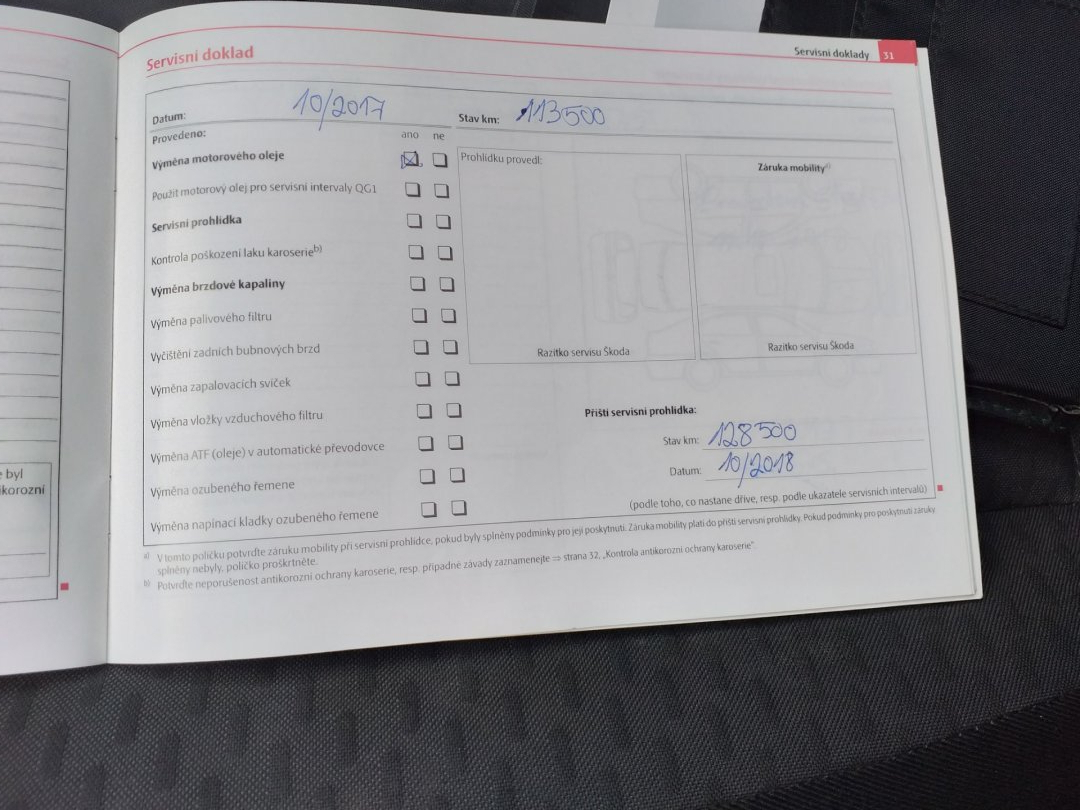 Servisní doklady 31
Servisní doklad
Datum: 10/2017 Stav km: 113500
Provedeno: ano ne
Výměna motorového oleje
Použit motorový olej pro servisní intervaly QG1
Servisní prohlídka
Kontrola poškození laku karoserie b)
Výměna brzdové kapaliny
Výměna palivového filtru
Vyčištění zadních bubnových brzd
Výměna zapalovacích svíček
Výměna vložky vzduchového filtru
Výměna ATF (oleje) v automatické převodovce
Výměna ozubeného řemene
Výměna napínací kladky ozubeného řemene
Prohlídku provedl:
Razítko servisu Škoda
Záruka mobility a)
Razítko servisu Škoda
Příští servisní prohlídka:
Stav km: 128500
Datum: 10/2018
(podle toho, co nastane dříve, resp. podle ukazatele servisních intervalů)
a) V tomto políčku potvrďte záruku mobility při servisní prohlídce, pokud byly splněny podmínky pro její poskytnutí. Záruka mobility platí do příští servisní prohlídky. Pokud podmínky pro poskytnutí záruky
splněny nebyly, políčko proškrtněte.
b) Potvrďte neporušenost antikorozní ochrany karoserie, resp. případné závady zaznamenejte ⇒ strana 32, „Kontrola antikorozní ochrany karoserie“.
byl